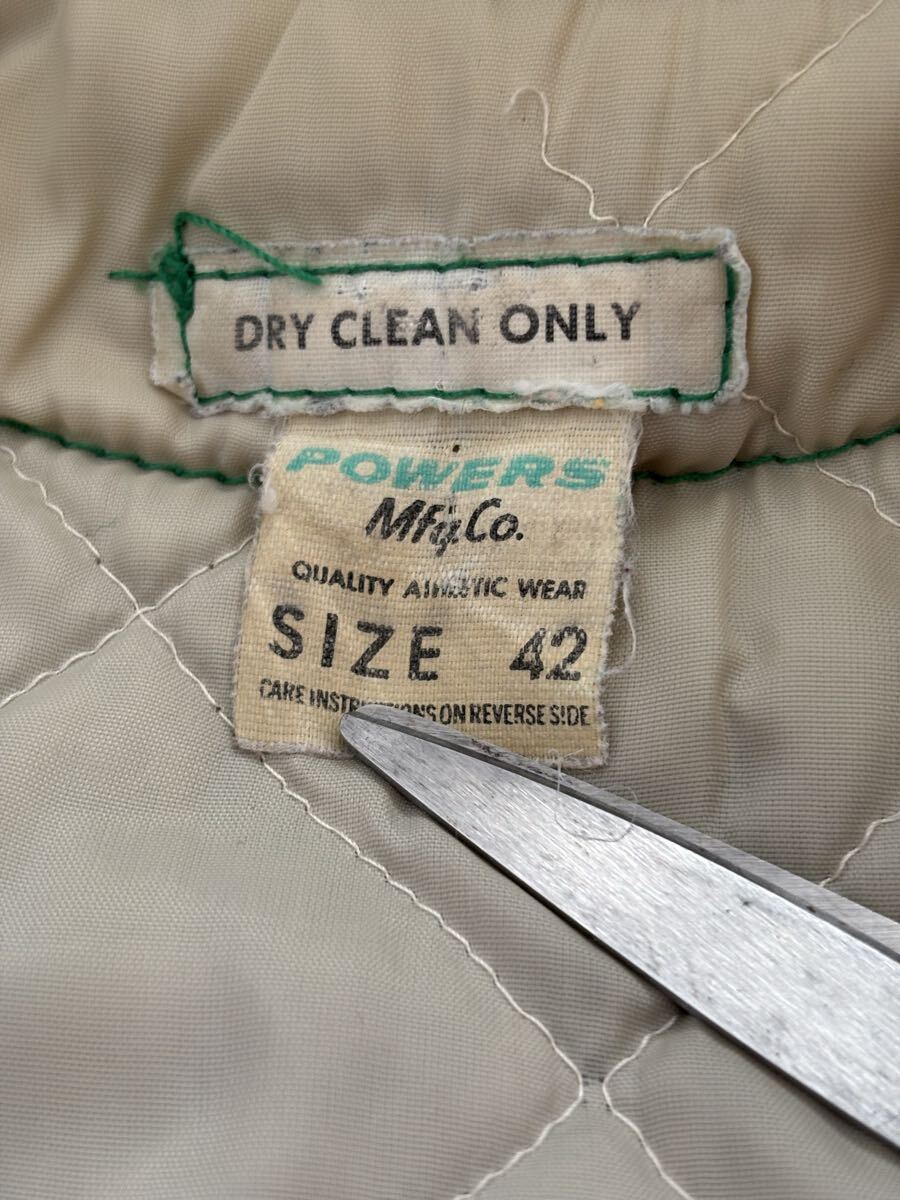 DRY CLEAN ONLY
POWERS
Mfg.Co.
QUALITY ATHLETIC WEAR
SIZE 42
CARE INSTRUCTIONS ON REVERSE SIDE